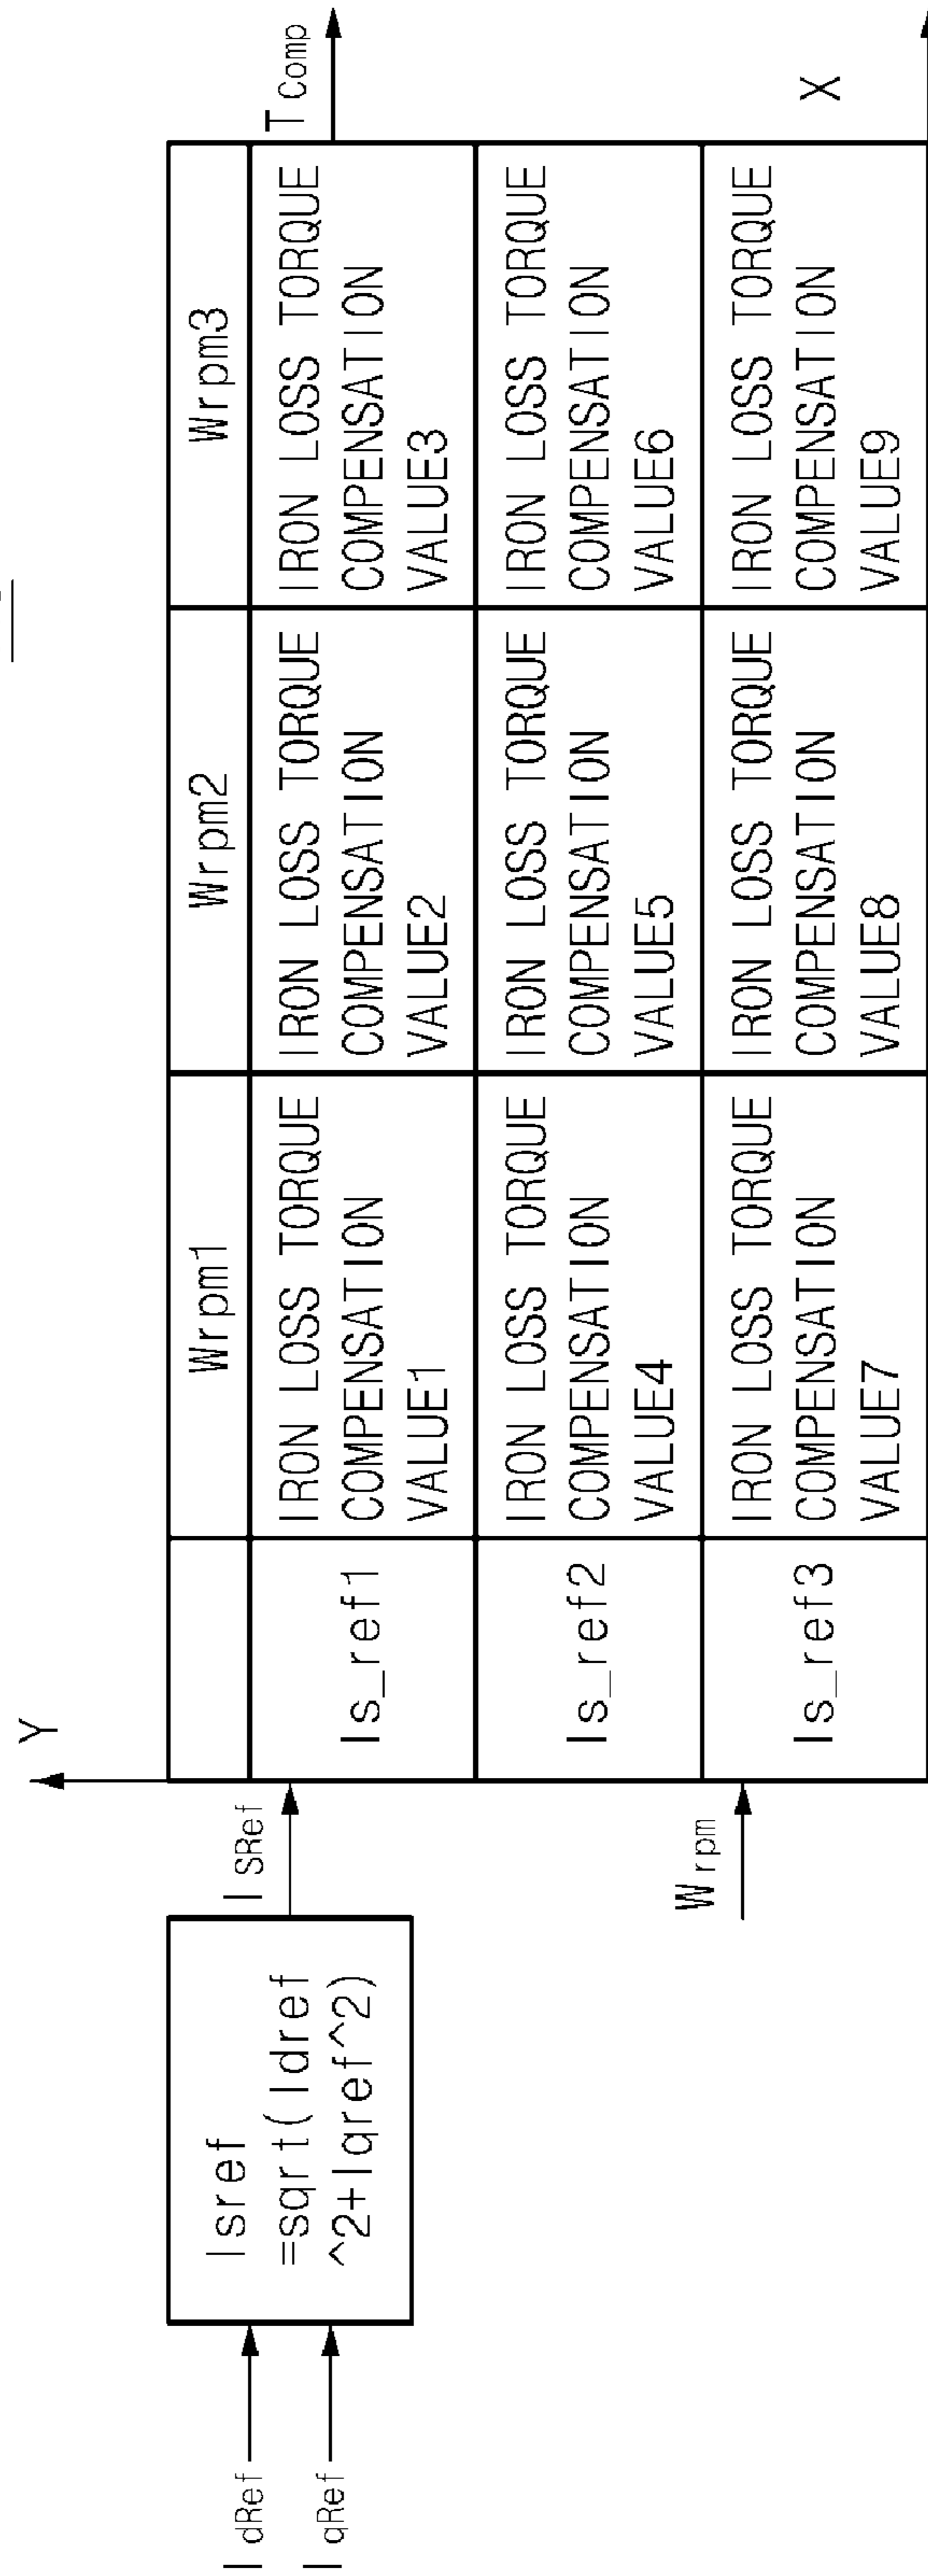 Y
I dRef
I qRef
Isref
=sqrt(Idref
^2+Iqref^2)
I SRef
W rpm
Wrpm1
Wrpm2
Wrpm3
Is_ref1
IRON LOSS TORQUE
COMPENSATION
VALUE1
IRON LOSS TORQUE
COMPENSATION
VALUE2
IRON LOSS TORQUE
COMPENSATION
VALUE3
Is_ref2
IRON LOSS TORQUE
COMPENSATION
VALUE4
IRON LOSS TORQUE
COMPENSATION
VALUE5
IRON LOSS TORQUE
COMPENSATION
VALUE6
Is_ref3
IRON LOSS TORQUE
COMPENSATION
VALUE7
IRON LOSS TORQUE
COMPENSATION
VALUE8
IRON LOSS TORQUE
COMPENSATION
VALUE9
T Comp
X